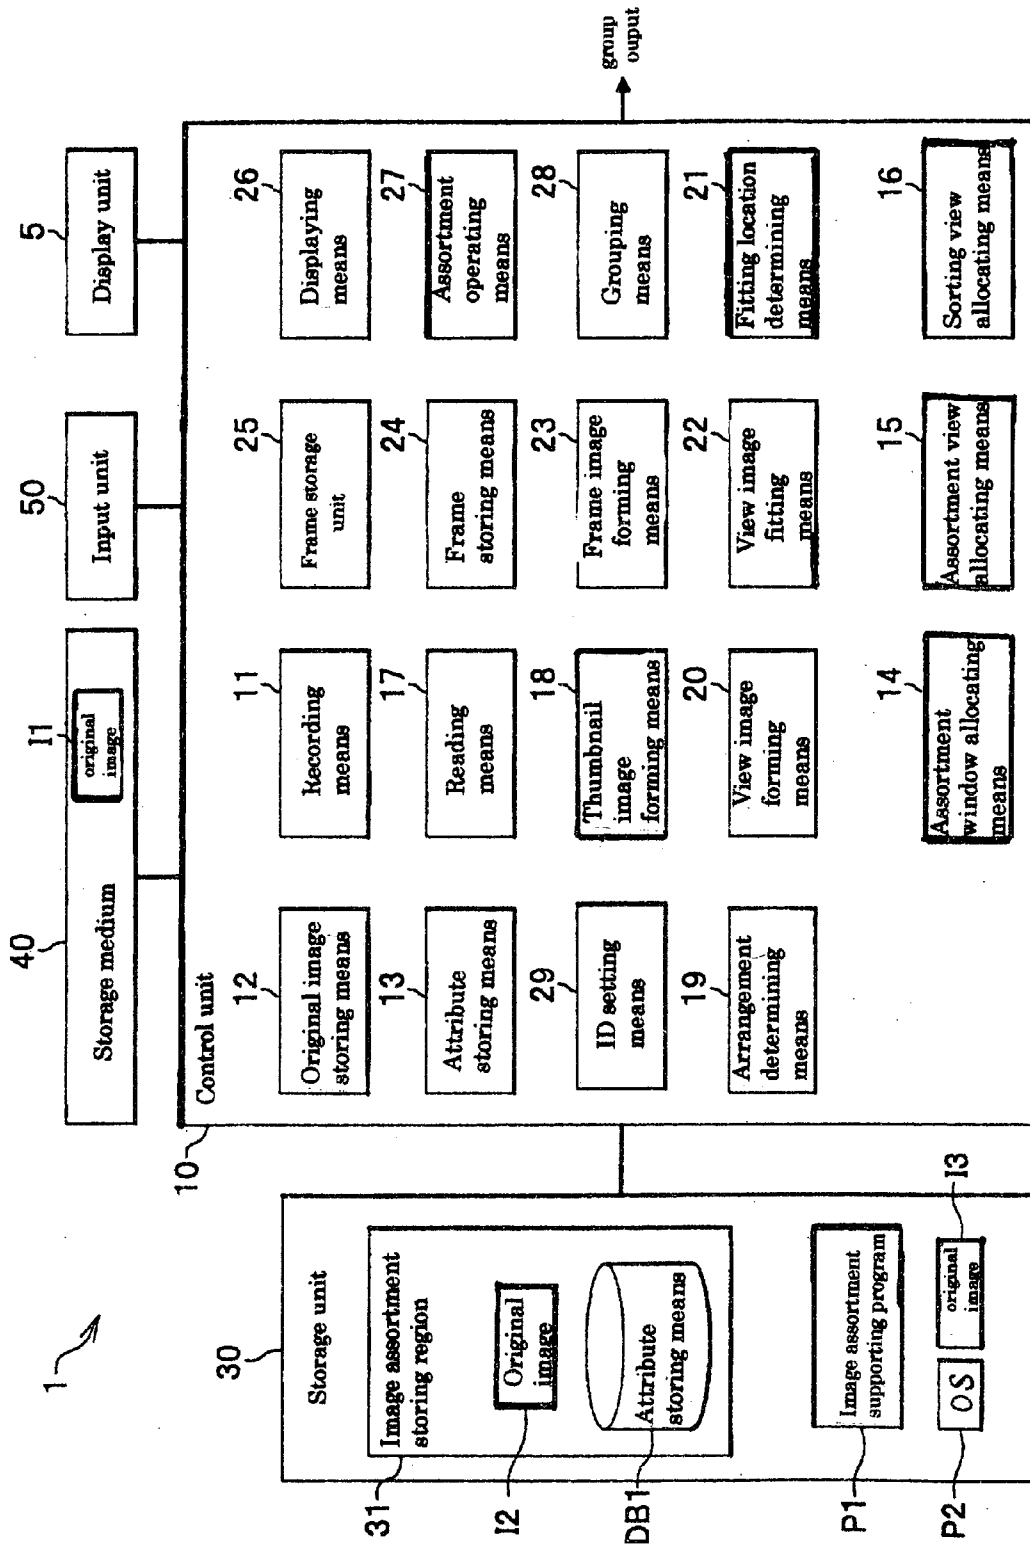 1
40
Storage medium
I1
original
image
50
Input unit
5
Display unit
10
Control unit
12
Original image
storing means
11
Recording
means
25
Frame storage
unit
26
Displaying
means
13
Attribute
storing means
17
Reading
means
24
Frame
storing means
27
Assortment
operating
means
29
ID setting
means
18
Thumbnail
image
forming means
23
Frame image
forming
means
28
Grouping
means
19
Arrangement
determining
means
20
View image
forming
means
22
View image
fitting
means
21
Fitting location
determining
means
14
Assortment
window allocating
means
15
Assortment view
allocating means
16
Sorting view
allocating means
group
ouput
30
Storage unit
31
Image assortment
storing region
I2
Original
image
DB1
Attribute
storing means
P1
Image assortment
supporting program
P2
OS
I3
original
image